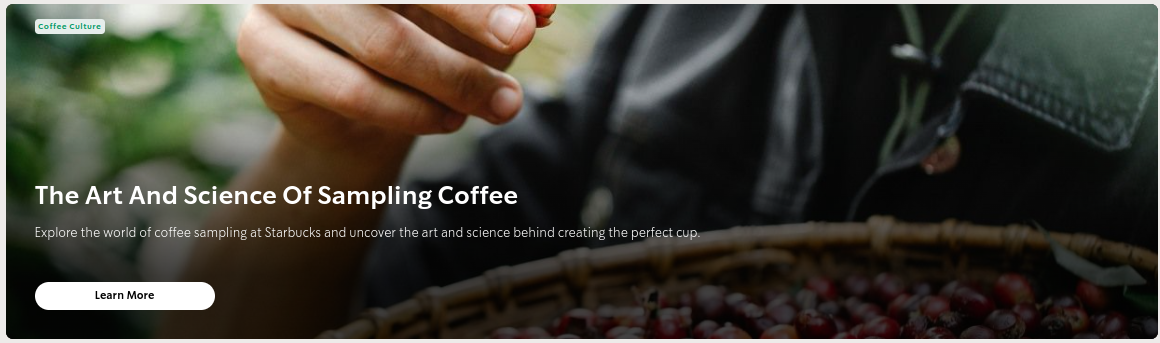 Coffee Culture
The Art And Science Of Sampling Coffee
Explore the world of coffee sampling at Starbucks and uncover the art and science behind creating the perfect cup.
Learn More